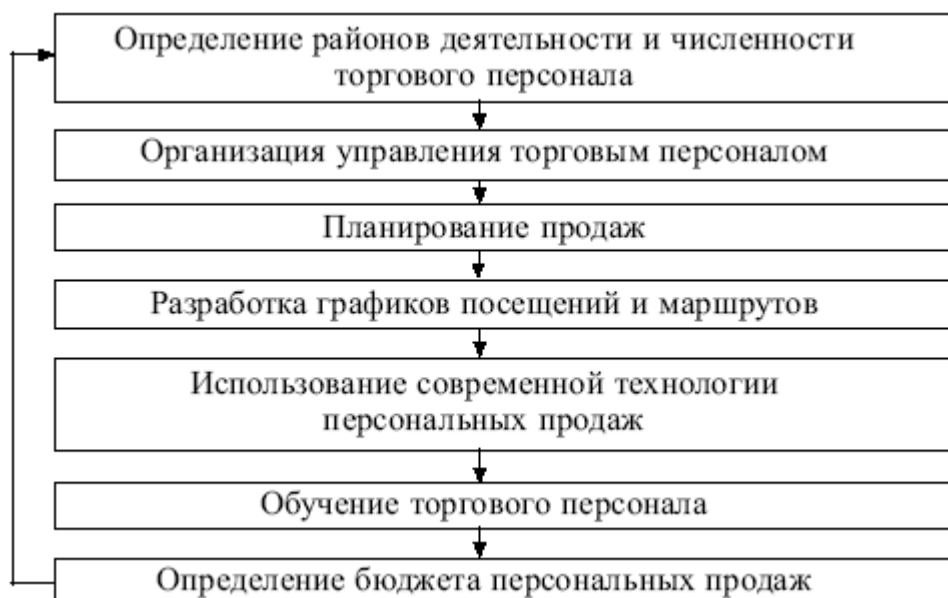 Определение районов деятельности и численности
торгового персонала
Организация управления торговым персоналом
Планирование продаж
Разработка графиков посещений и маршрутов
Использование современной технологии
персональных продаж
Обучение торгового персонала
Определение бюджета персональных продаж